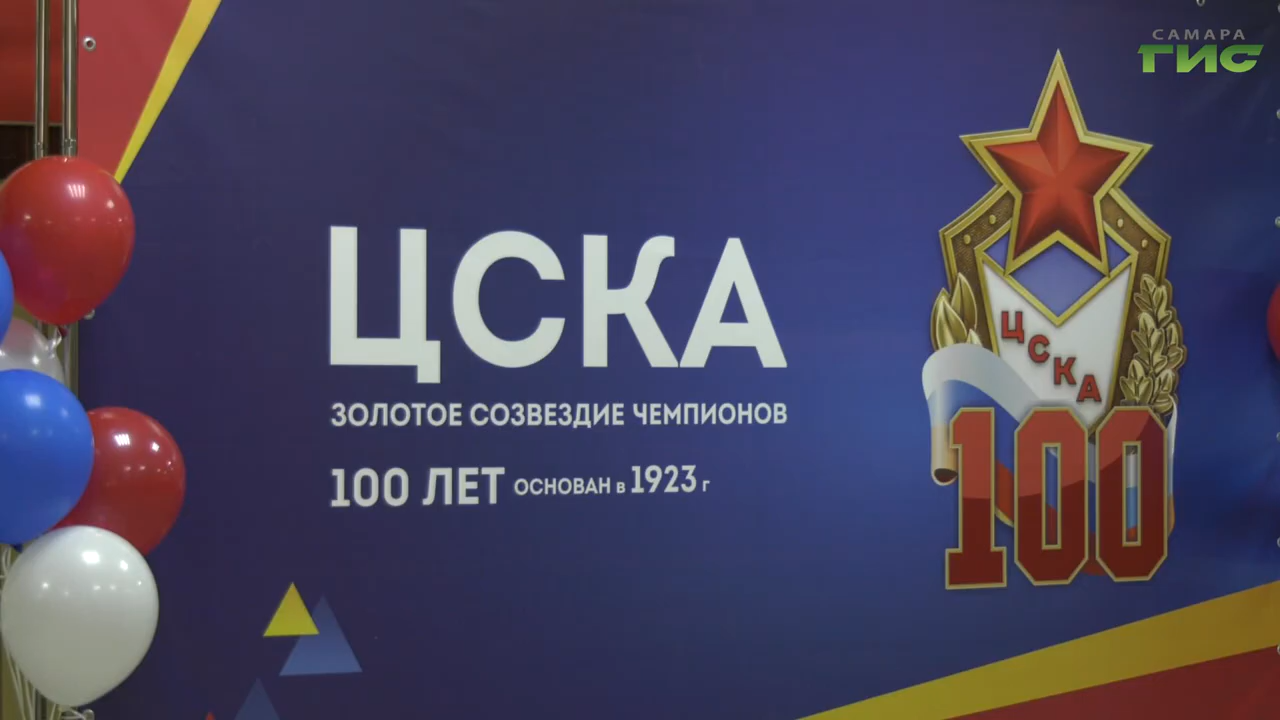 САМАРА
ГИС
ЦСКА
ЗОЛОТОЕ СОЗВЕЗДИЕ ЧЕМПИОНОВ
100 ЛЕТ ОСНОВАН в 1923 г
ЦСКА
100